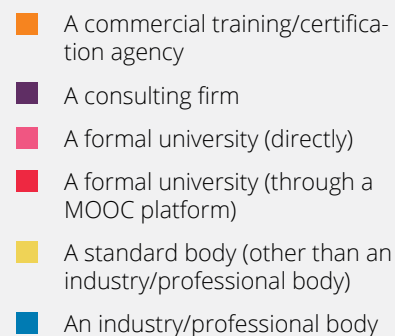 A commercial training/certifica-
tion agency
A consulting firm
A formal university (directly)
A formal university (through a
MOOC platform)
A standard body (other than an
industry/professional body)
An industry/professional body